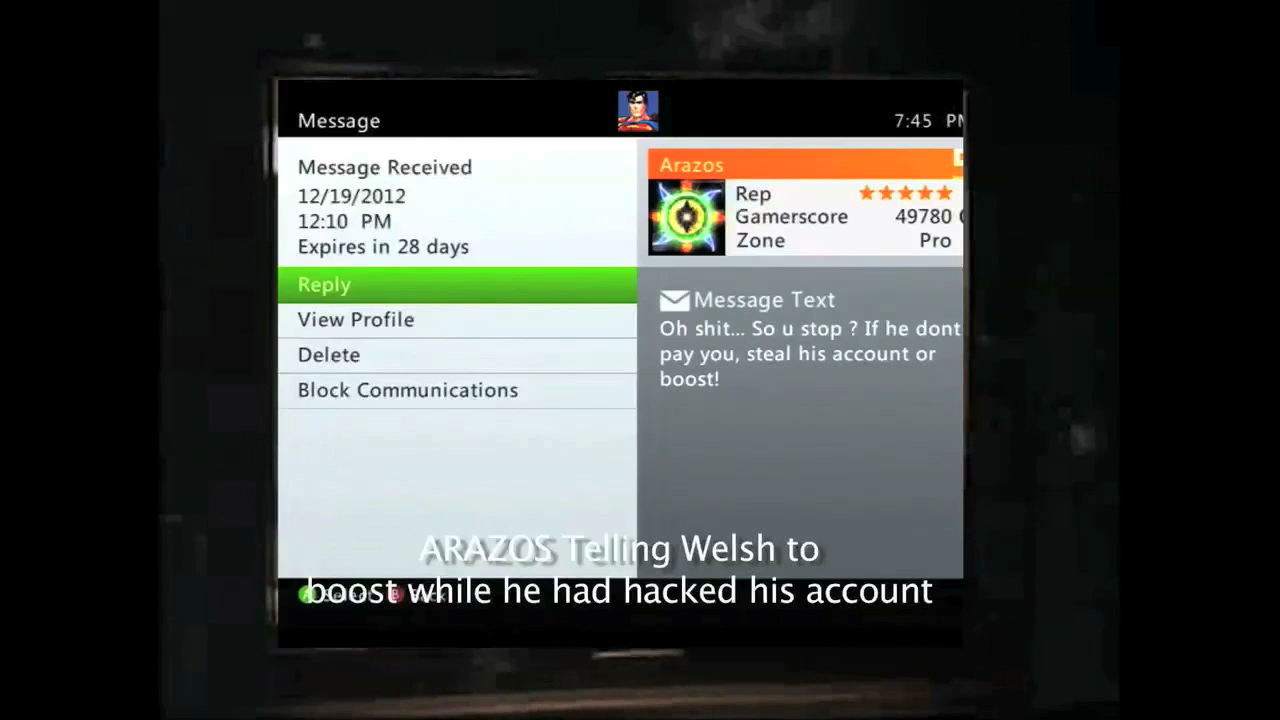 Message
7:45 PM
Message Received
12/19/2012
12:10 PM
Expires in 28 days
Reply
View Profile
Delete
Block Communications
Arazos
Rep
Gamerscore 49780
Zone Pro
Message Text
Oh shit... So u stop ? If he dont
pay you, steal his account or
boost!
ARAZOS Telling Welsh to
boost while he had hacked his account
A Select B Back